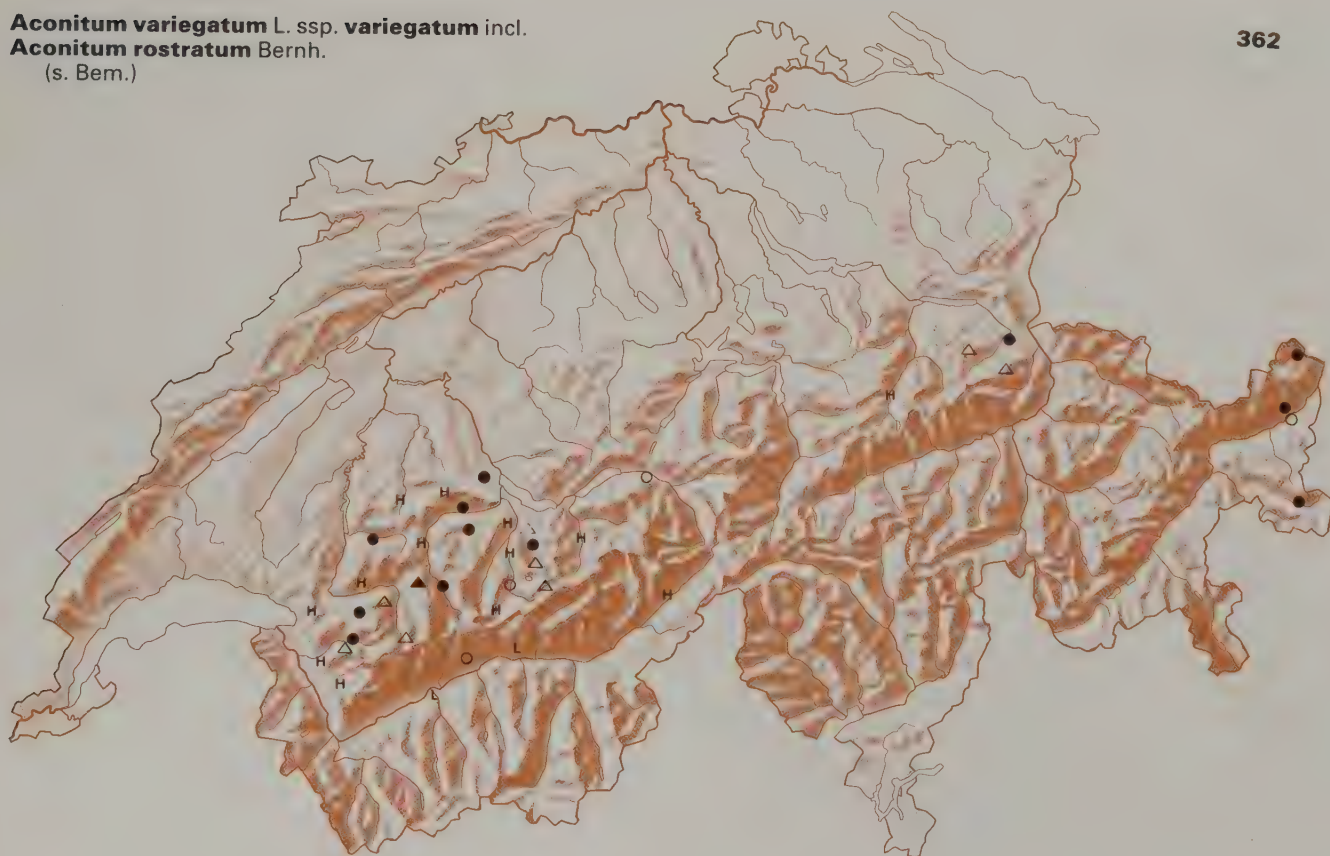 Aconitum variegatum L. ssp. variegatum incl.
Aconitum rostratum Bernh.
(s. Bem.)
362
H
H
H
H
H
H
H
H
H
H
H
H
H
H
L
L